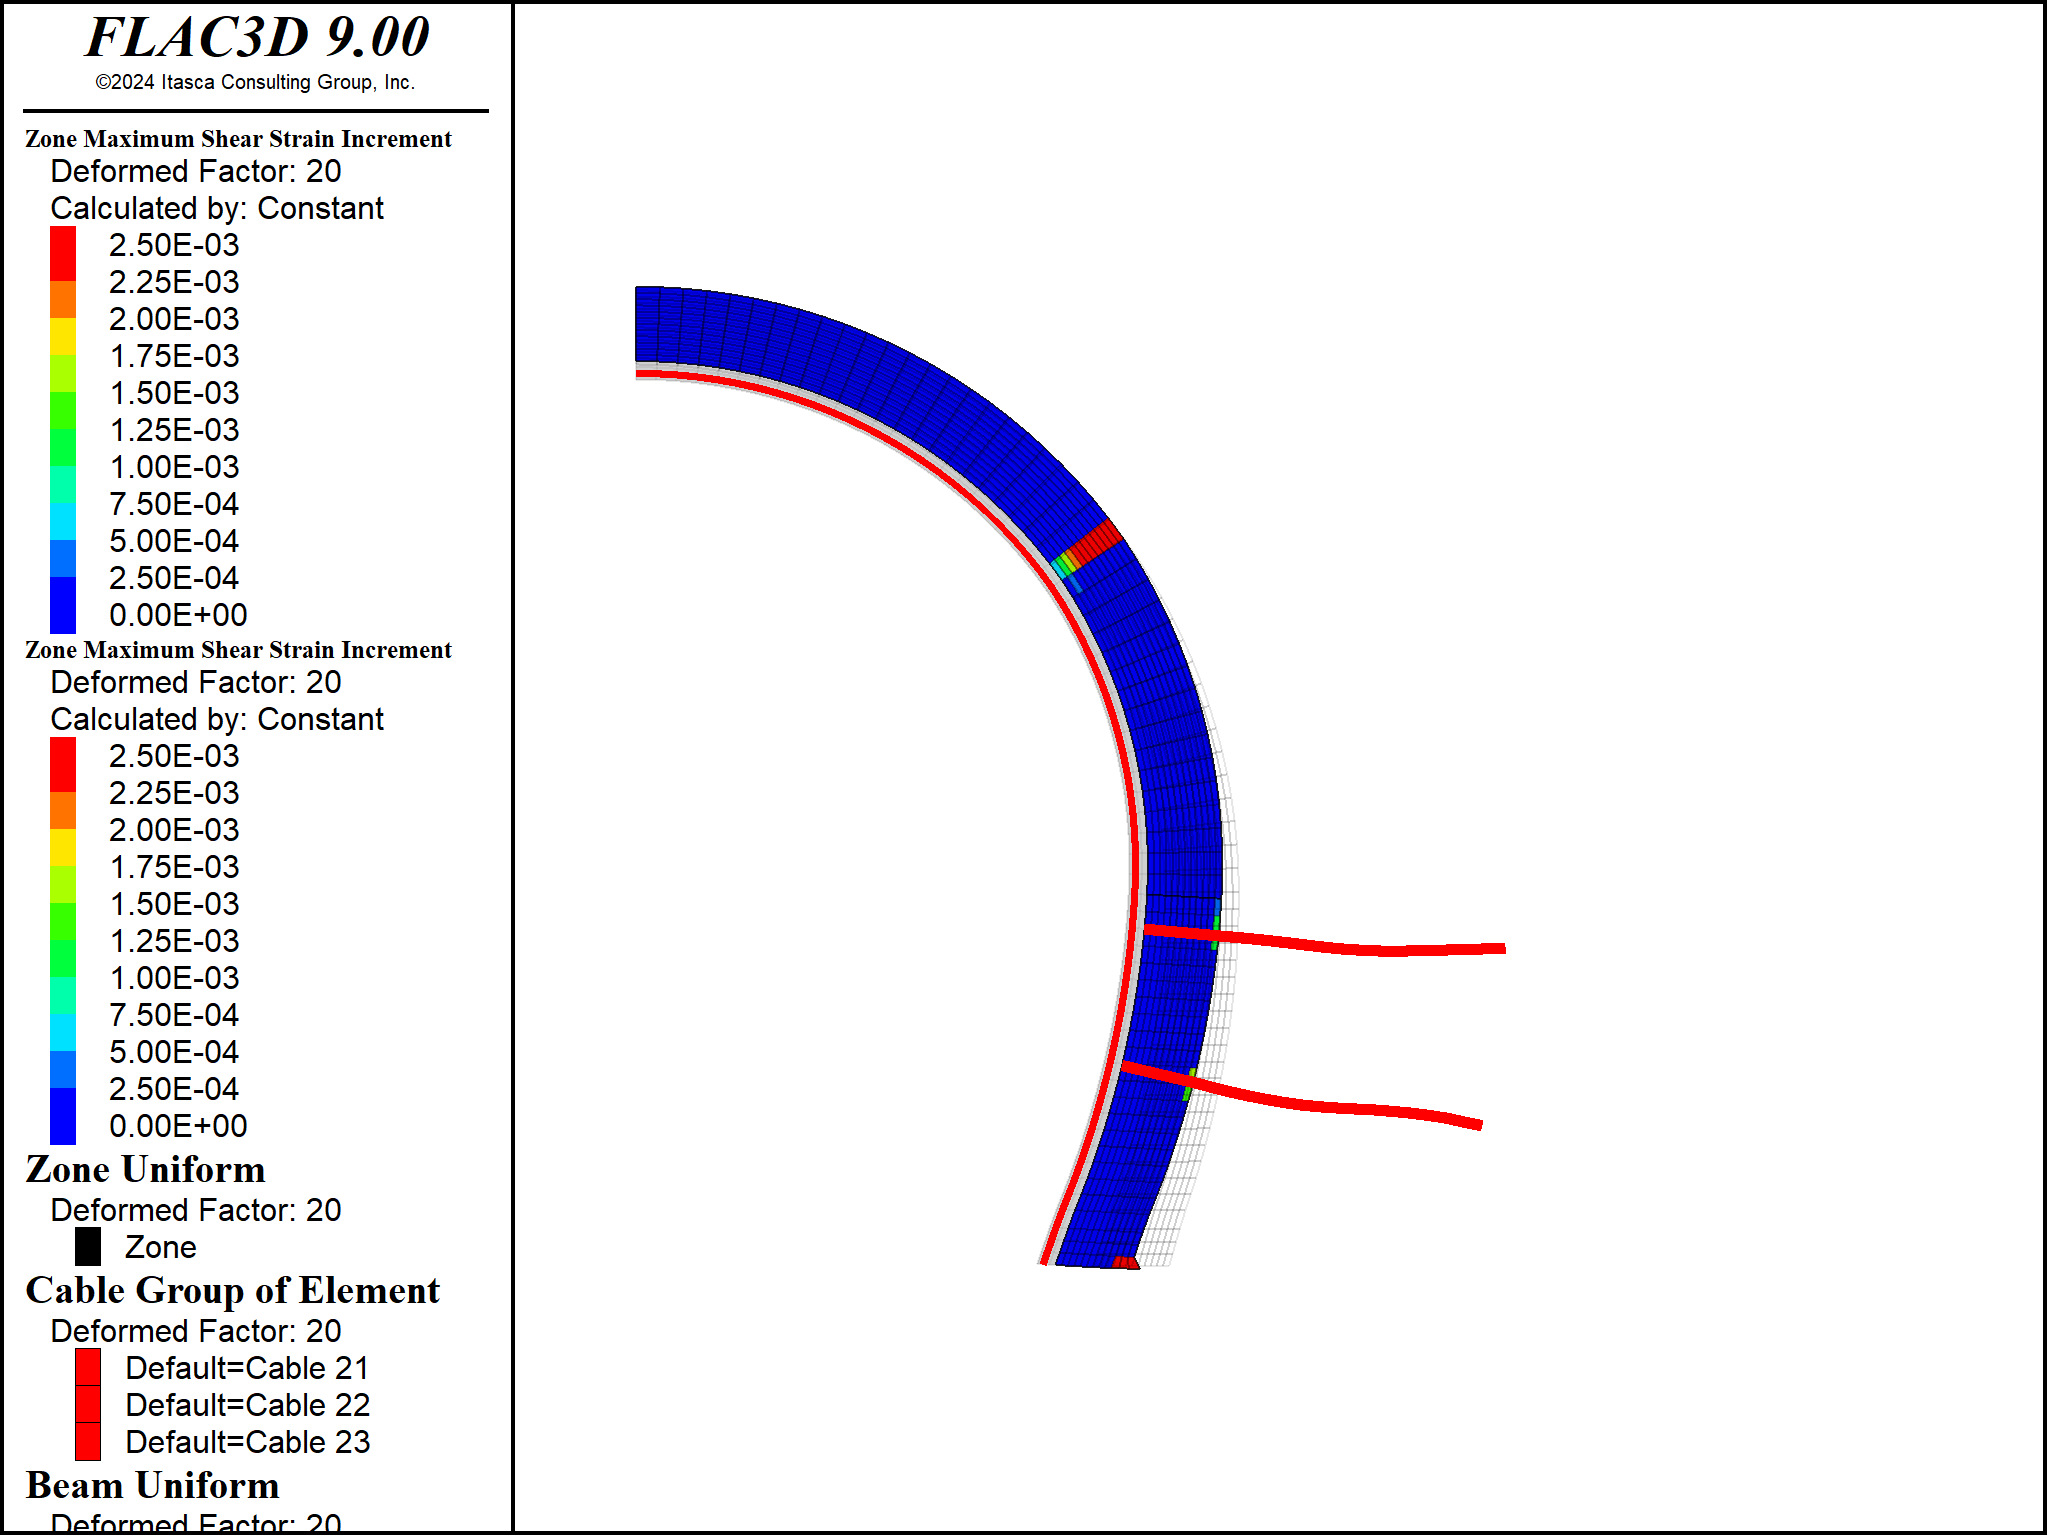 FLAC3D 9.00
©2024 Itasca Consulting Group, Inc.
Zone Maximum Shear Strain Increment
Deformed Factor: 20
Calculated by: Constant
2.50E-03
2.25E-03
2.00E-03
1.75E-03
1.50E-03
1.25E-03
1.00E-03
7.50E-04
5.00E-04
2.50E-04
0.00E+00
Zone Maximum Shear Strain Increment
Deformed Factor: 20
Calculated by: Constant
2.50E-03
2.25E-03
2.00E-03
1.75E-03
1.50E-03
1.25E-03
1.00E-03
7.50E-04
5.00E-04
2.50E-04
0.00E+00
Zone Uniform
Deformed Factor: 20
Zone
Cable Group of Element
Deformed Factor: 20
Default=Cable 21
Default=Cable 22
Default=Cable 23
Beam Uniform
Deformed Factor: 20